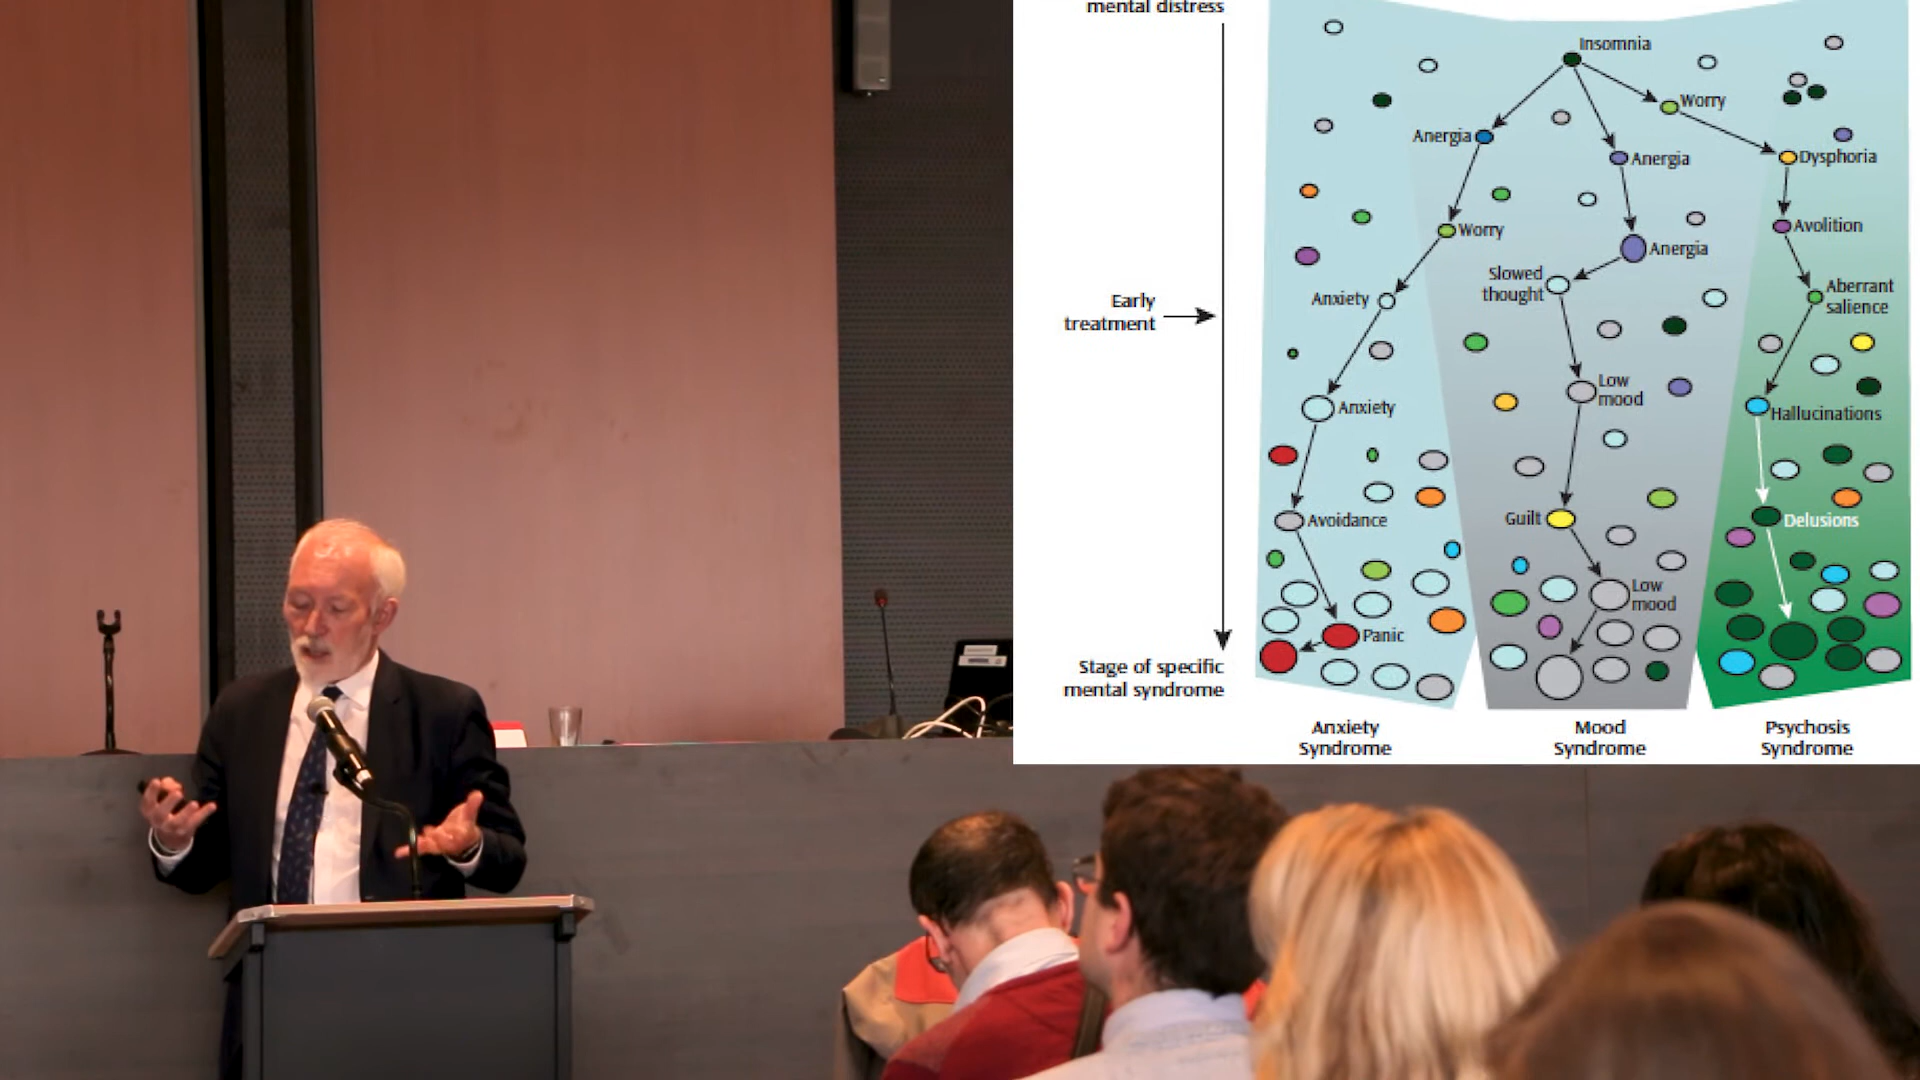 mental distress
Insomnia
Worry
Anergia
Anergia
Dysphoria
Worry
Avolition
Anergia
Slowed
thought
Anxiety
Early
treatment
Aberrant
salience
Low
mood
Anxiety
Hallucinations
Avoidance
Guilt
Delusions
Low
mood
Panic
Stage of specific
mental syndrome
Anxiety
Syndrome
Mood
Syndrome
Psychosis
Syndrome